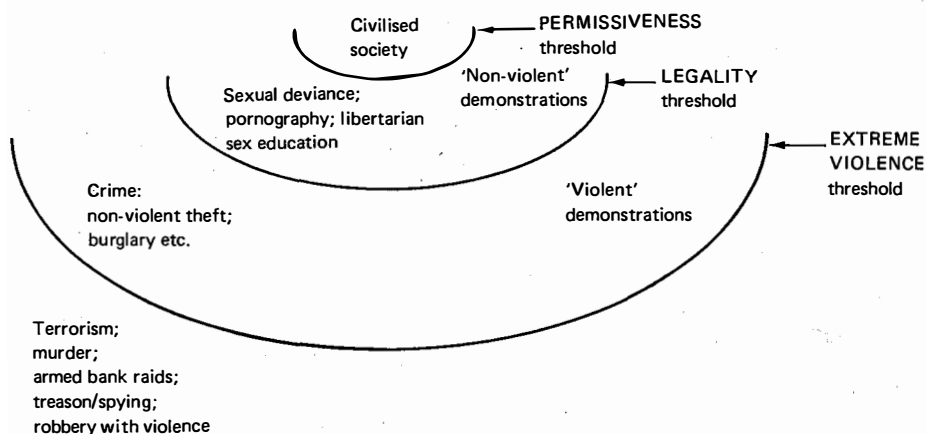 Civilised
society
PERMISSIVENESS
threshold
'Non-violent'
demonstrations
LEGALITY
threshold
Sexual deviance;
pornography; libertarian
sex education
EXTREME
VIOLENCE
threshold
Crime:
non-violent theft;
burglary etc.
'Violent'
demonstrations
Terrorism;
murder;
armed bank raids;
treason/spying;
robbery with violence